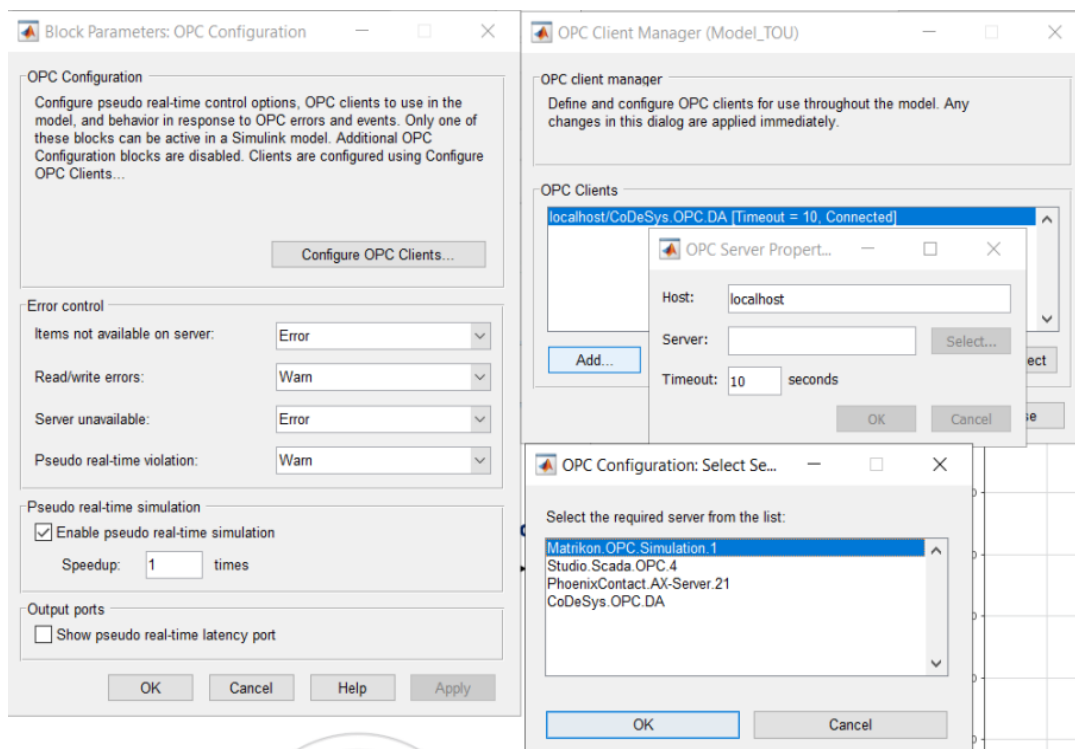 Block Parameters: OPC Configuration
OPC Configuration
Configure pseudo real-time control options, OPC clients to use in the
model, and behavior in response to OPC errors and events. Only one of
these blocks can be active in a Simulink model. Additional OPC
Configuration blocks are disabled. Clients are configured using Configure
OPC Clients...
Configure OPC Clients...
Error control
Items not available on server:
Error
Read/write errors:
Warn
Server unavailable:
Error
Pseudo real-time violation:
Warn
Pseudo real-time simulation
Enable pseudo real-time simulation
Speedup:
1
times
Output ports
Show pseudo real-time latency port
OK
Cancel
Help
Apply
OPC Client Manager (Model_TOU)
OPC client manager
Define and configure OPC clients for use throughout the model. Any
changes in this dialog are applied immediately.
OPC Clients
localhost/CoDeSys.OPC.DA [Timeout = 10, Connected]
Add...
ect
OPC Server Propert...
Host:
localhost
Server:
Select...
Timeout:
10
seconds
OK
Cancel
OPC Configuration: Select Se...
Select the required server from the list:
Matrikon.OPC.Simulation.1
Studio.Scada.OPC.4
PhoenixContact.AX-Server.21
CoDeSys.OPC.DA
OK
Cancel